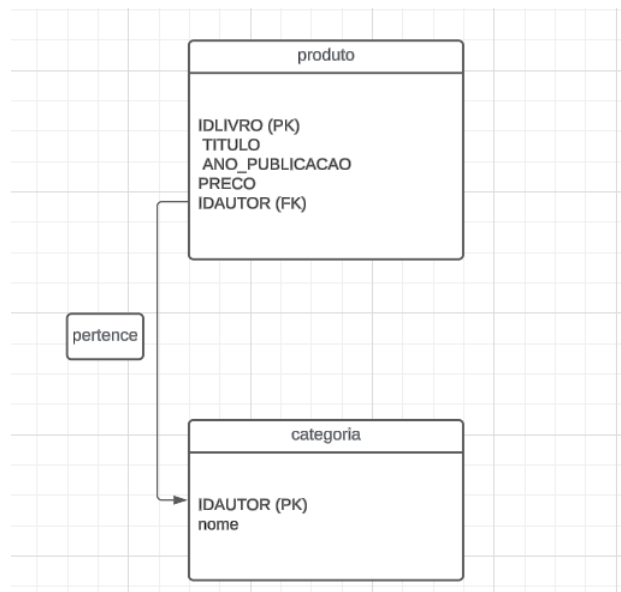 produto
IDLIVRO (PK)
TITULO
ANO_PUBLICACAO
PRECO
IDAUTOR (FK)
pertence
categoria
IDAUTOR (PK)
nome